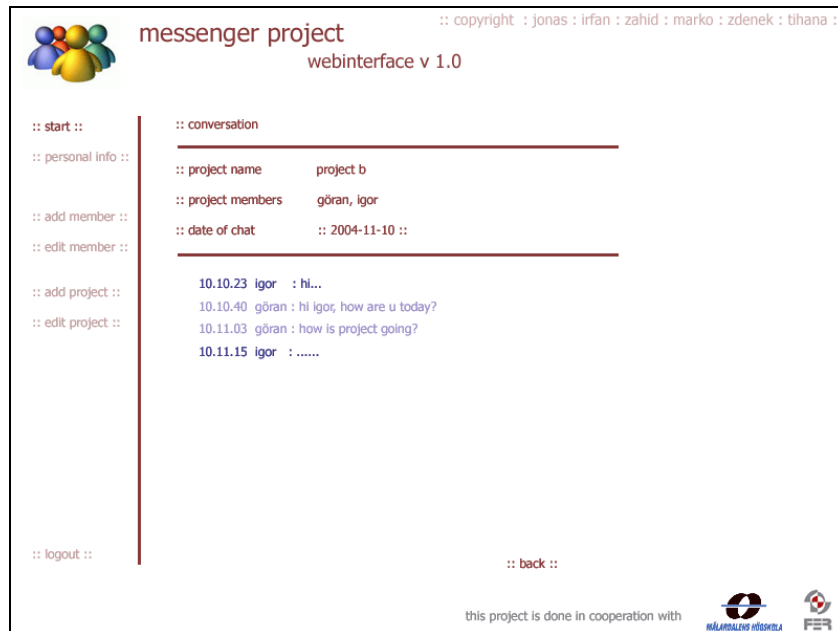 messenger project
:: copyright : jonas : irfan : zahid : marko : zdenek : tihana :
webinterface v 1.0
:: start ::
:: personal info ::
:: add member ::
:: edit member ::
:: add project ::
:: edit project ::
:: logout ::
:: conversation
:: project name project b
:: project members göran, igor
:: date of chat :: 2004-11-10 ::
10.10.23 igor : hi...
10.10.40 göran : hi igor, how are u today?
10.11.03 göran : how is project going?
10.11.15 igor : ......
:: back ::
this project is done in cooperation with
MÄLARDALENS HÖGSKOLA
FER